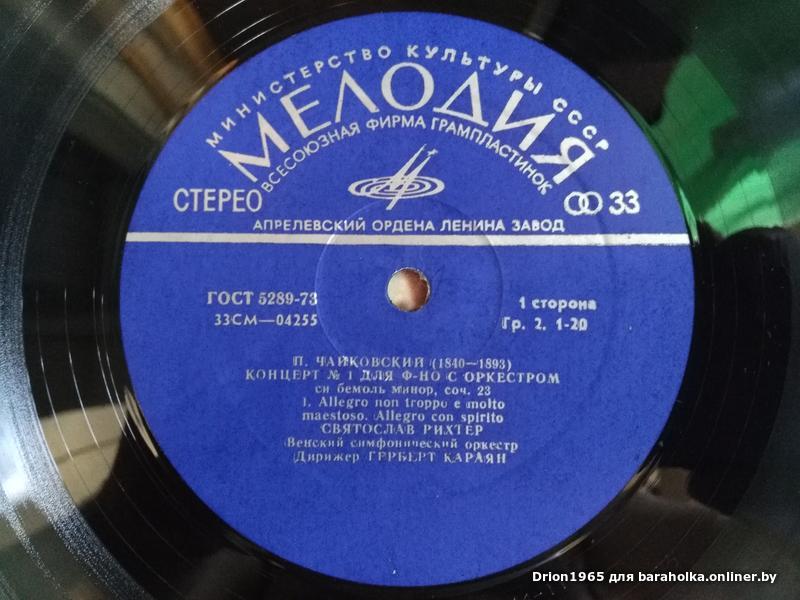 МИНИСТЕРСТВО КУЛЬТУРЫ СССР
МЕЛОДИЯ
ВСЕСОЮЗНАЯ ФИРМА ГРАМПЛАСТИНОК
СТЕРЕО
33
АПРЕЛЕВСКИЙ ОРДЕНА ЛЕНИНА ЗАВОД
ГОСТ 5289-73
33СМ—04255
1 сторона
Гр. 2. 1-20
П. ЧАЙКОВСКИЙ (1840—1893)
КОНЦЕРТ № 1 ДЛЯ Ф-НО С ОРКЕСТРОМ
си бемоль минор, соч. 23
1. Allegro non troppo e molto
maestoso. Allegro con spirito
СВЯТОСЛАВ РИХТЕР
Венский симфонический оркестр
Дирижер ГЕРБЕРТ КАРАЯН
Drion1965 для baraholka.onliner.by